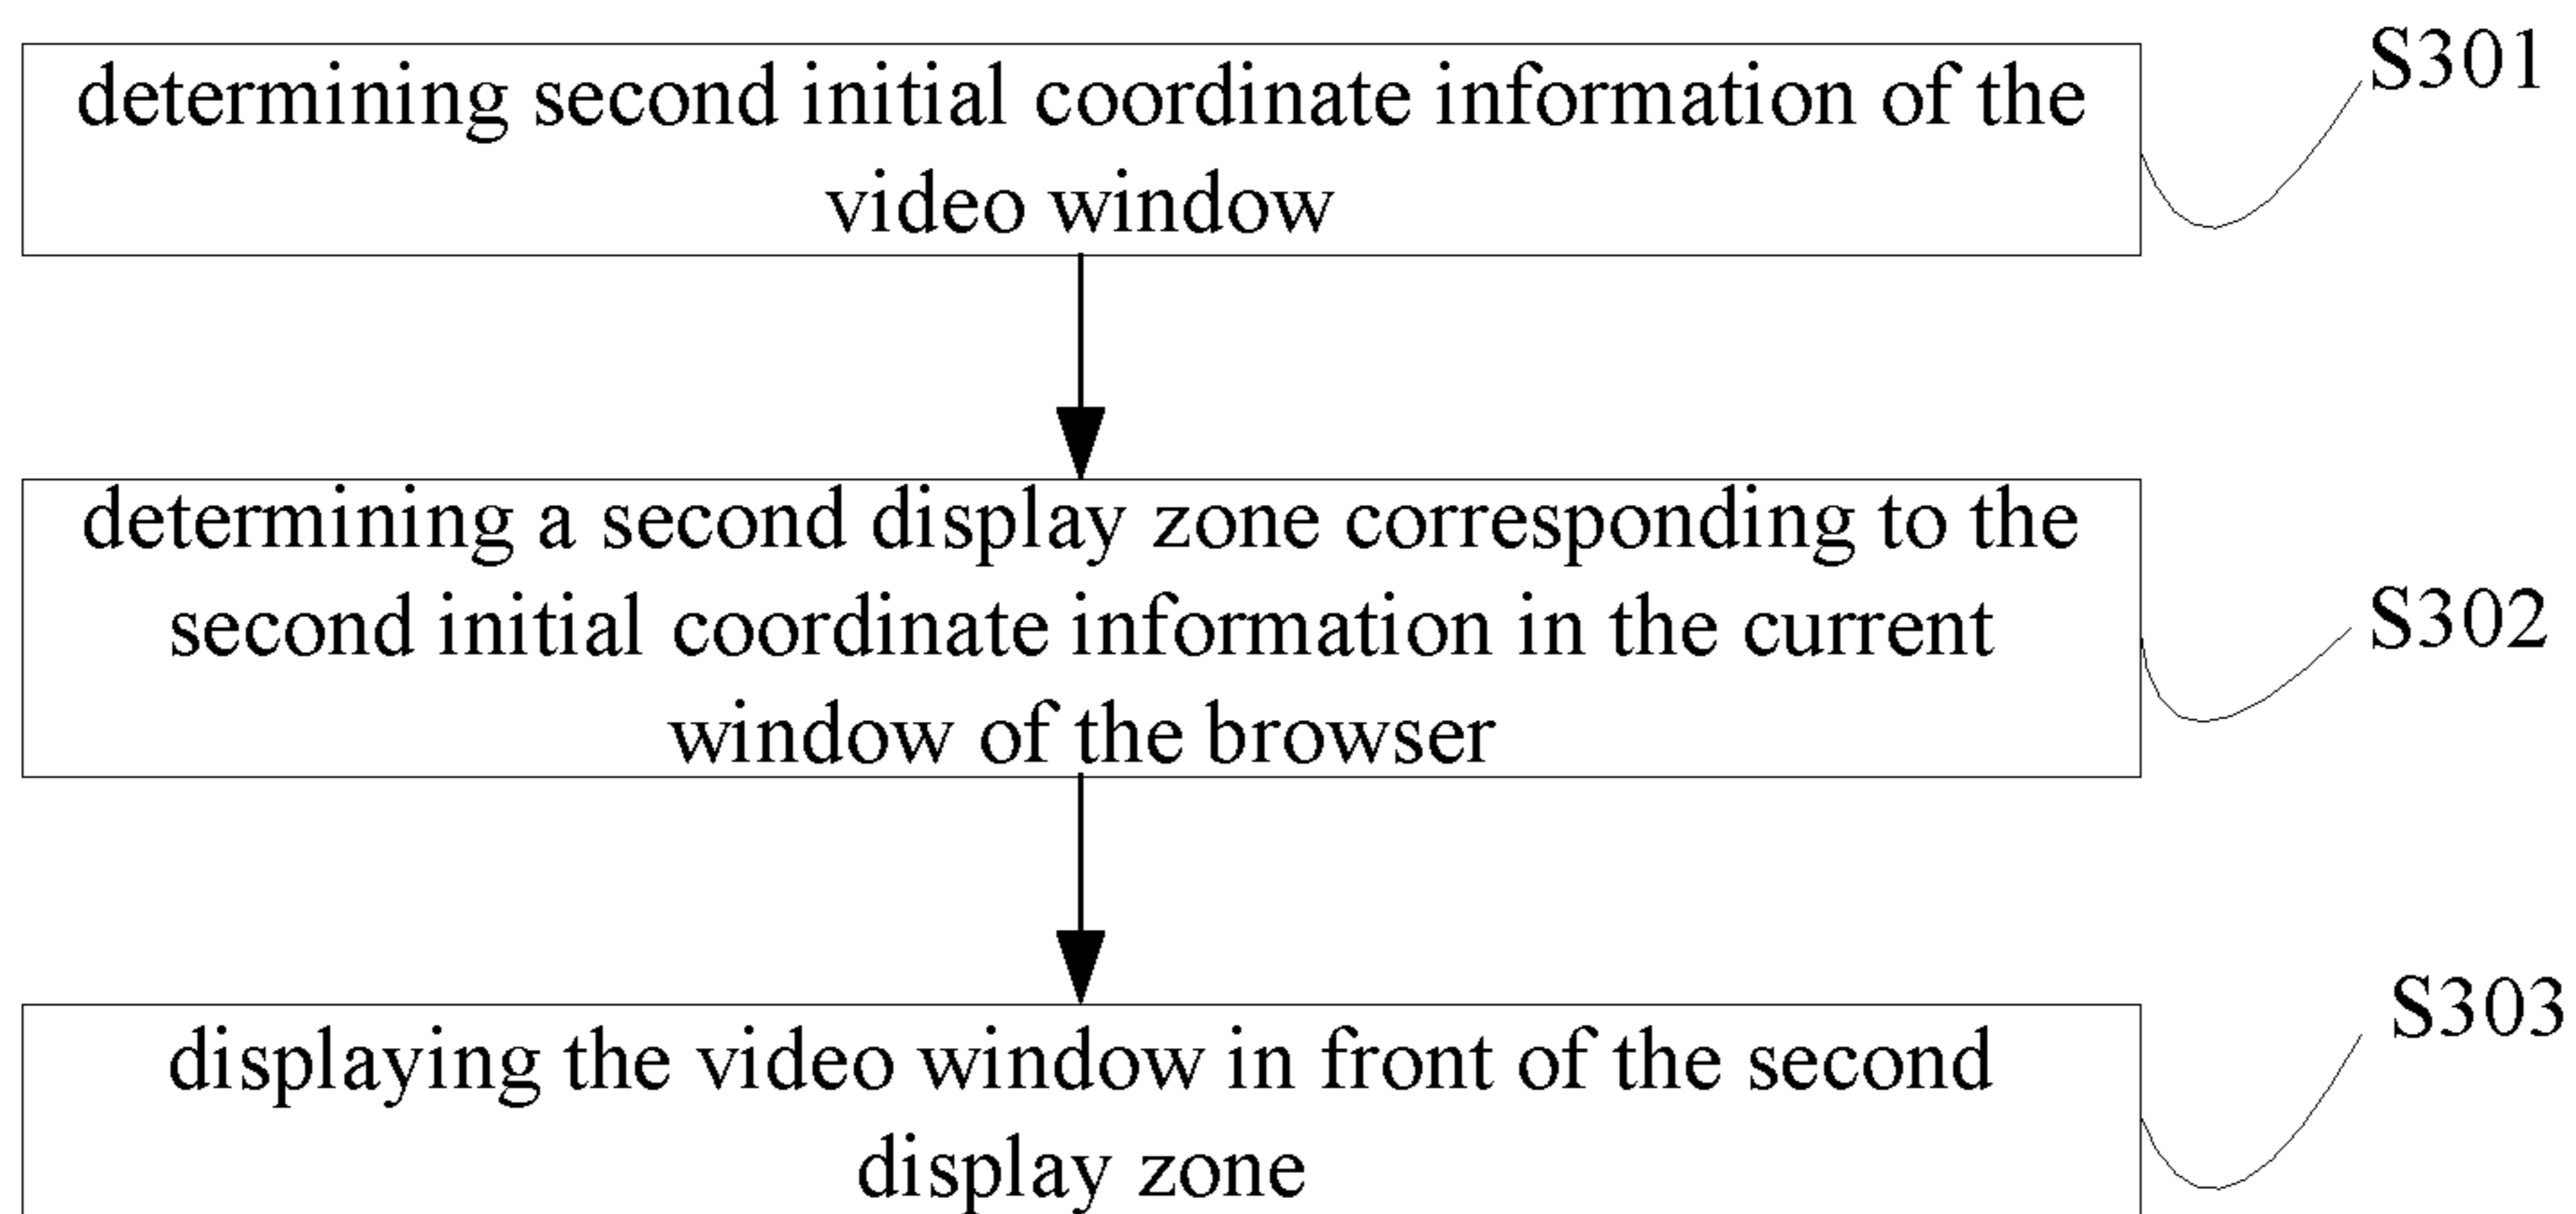 determining second initial coordinate information of the
video window
S301
determining a second display zone corresponding to the
second initial coordinate information in the current
window of the browser
S302
displaying the video window in front of the second
display zone
S303